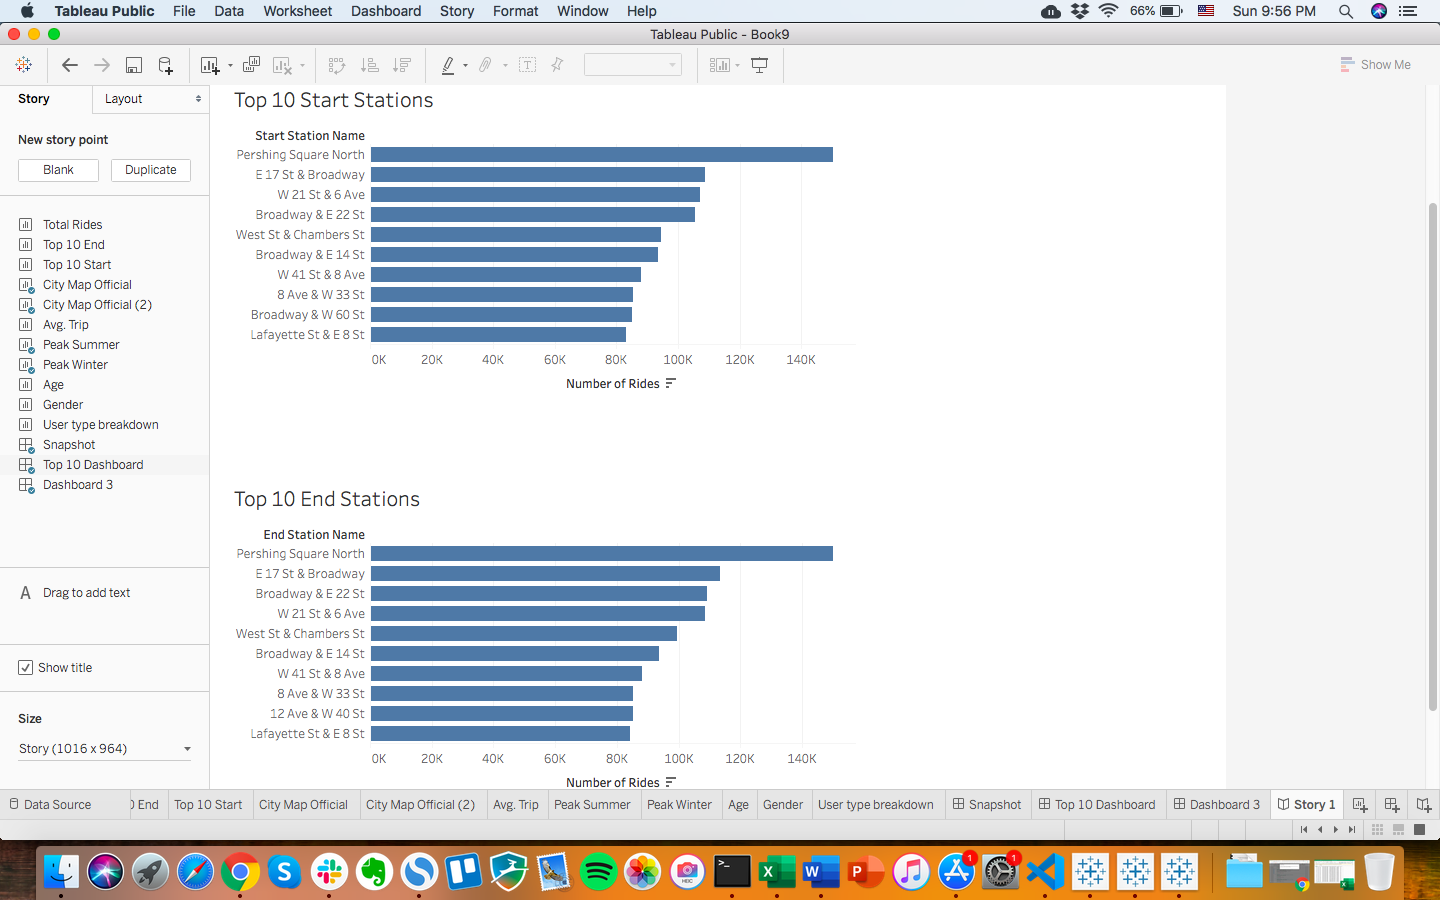 Tableau Public File Data Worksheet Dashboard Story Format Window Help 66% Sun 9:56 PM
Tableau Public - Book9
Show Me
Story Layout
New story point
Blank Duplicate
Total Rides
Top 10 End
Top 10 Start
City Map Official
City Map Official (2)
Avg. Trip
Peak Summer
Peak Winter
Age
Gender
User type breakdown
Snapshot
Top 10 Dashboard
Dashboard 3
A Drag to add text
Show title
Size
Story (1016 x 964)
Top 10 Start Stations
Start Station Name
Pershing Square North
E 17 St & Broadway
W 21 St & 6 Ave
Broadway & E 22 St
West St & Chambers St
Broadway & E 14 St
W 41 St & 8 Ave
8 Ave & W 33 St
Broadway & W 60 St
Lafayette St & E 8 St
0K 20K 40K 60K 80K 100K 120K 140K
Number of Rides
Top 10 End Stations
End Station Name
Pershing Square North
E 17 St & Broadway
Broadway & E 22 St
W 21 St & 6 Ave
West St & Chambers St
Broadway & E 14 St
W 41 St & 8 Ave
8 Ave & W 33 St
12 Ave & W 40 St
Lafayette St & E 8 St
0K 20K 40K 60K 80K 100K 120K 140K
Number of Rides
Data Source End Top 10 Start City Map Official City Map Official (2) Avg. Trip Peak Summer Peak Winter Age Gender User type breakdown Snapshot Top 10 Dashboard Dashboard 3 Story 1